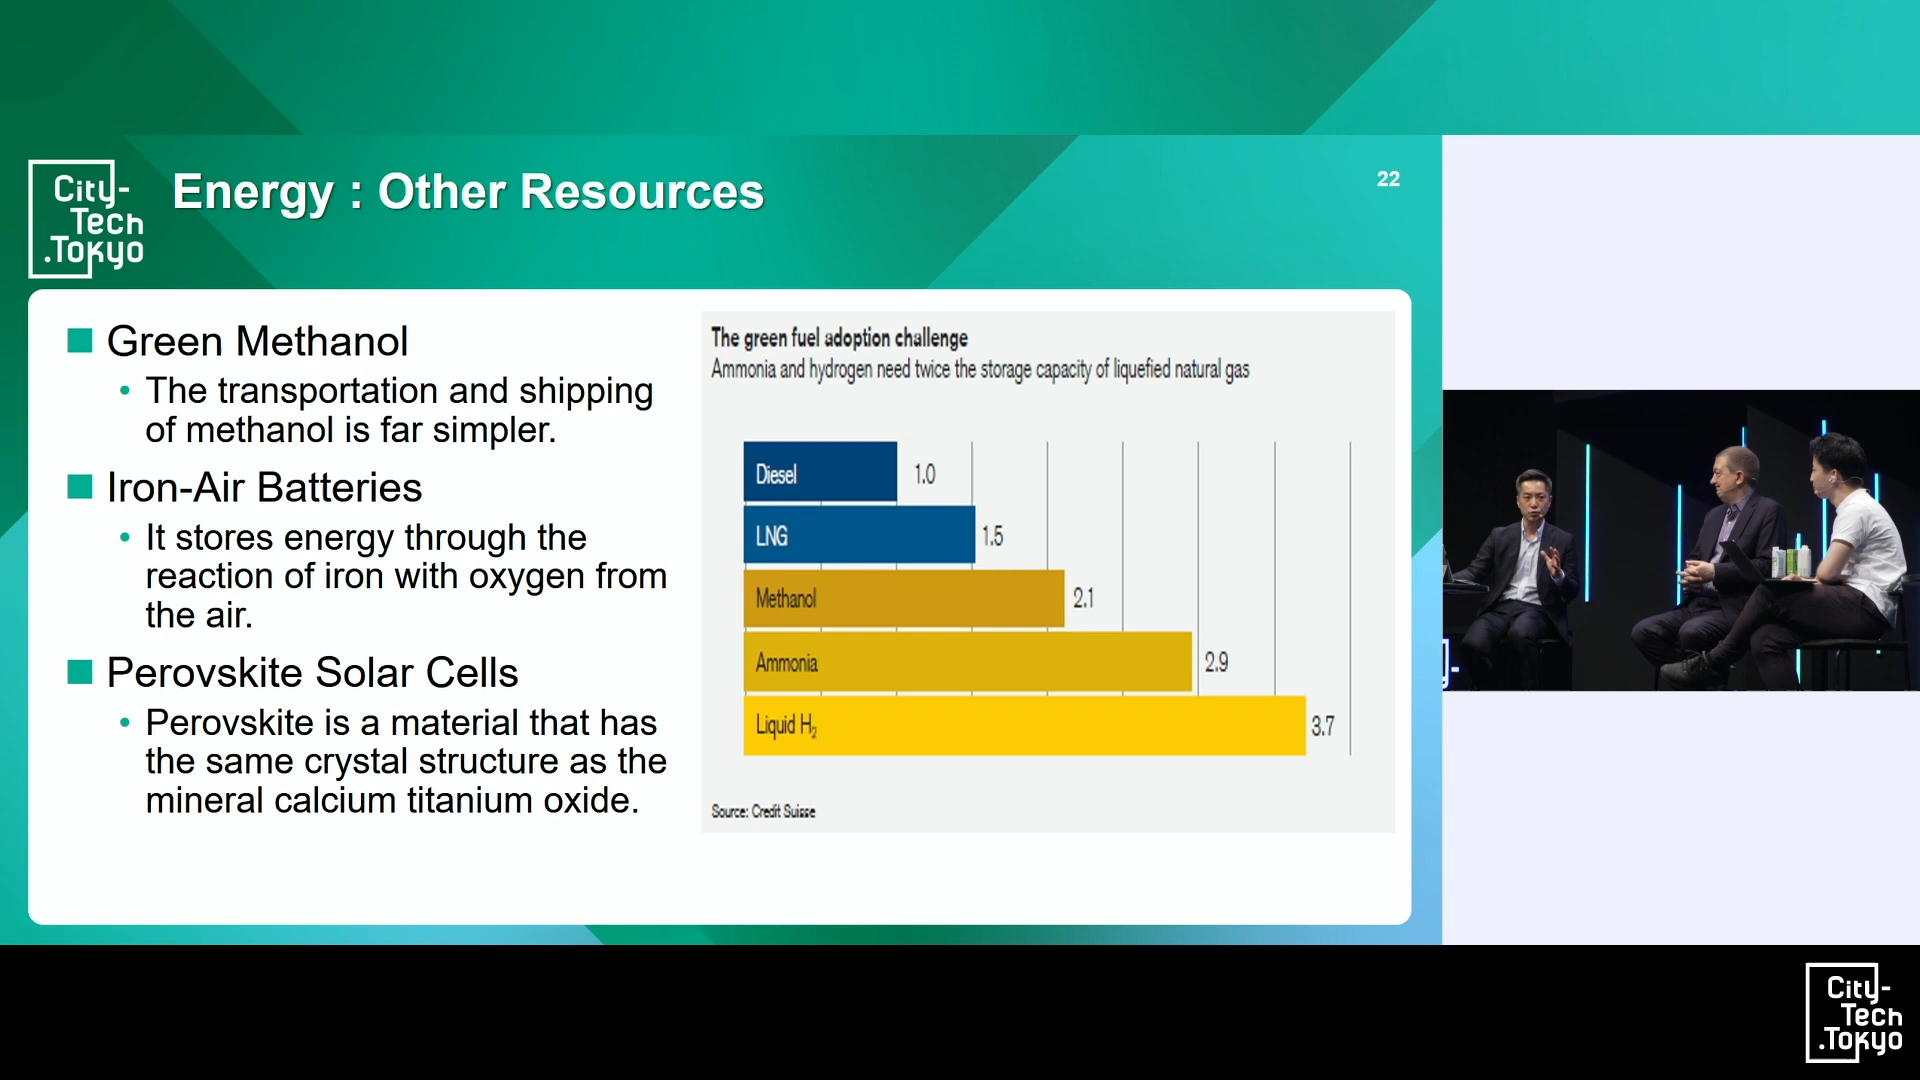 City-
Tech
.Tokyo
Energy : Other Resources
22
Green Methanol
• The transportation and shipping
of methanol is far simpler.
Iron-Air Batteries
• It stores energy through the
reaction of iron with oxygen from
the air.
Perovskite Solar Cells
• Perovskite is a material that has
the same crystal structure as the
mineral calcium titanium oxide.
The green fuel adoption challenge
Ammonia and hydrogen need twice the storage capacity of liquefied natural gas
Diesel 1.0
LNG 1.5
Methanol 2.1
Ammonia 2.9
Liquid H₂ 3.7
Source: Credit Suisse
City-
Tech
.Tokyo